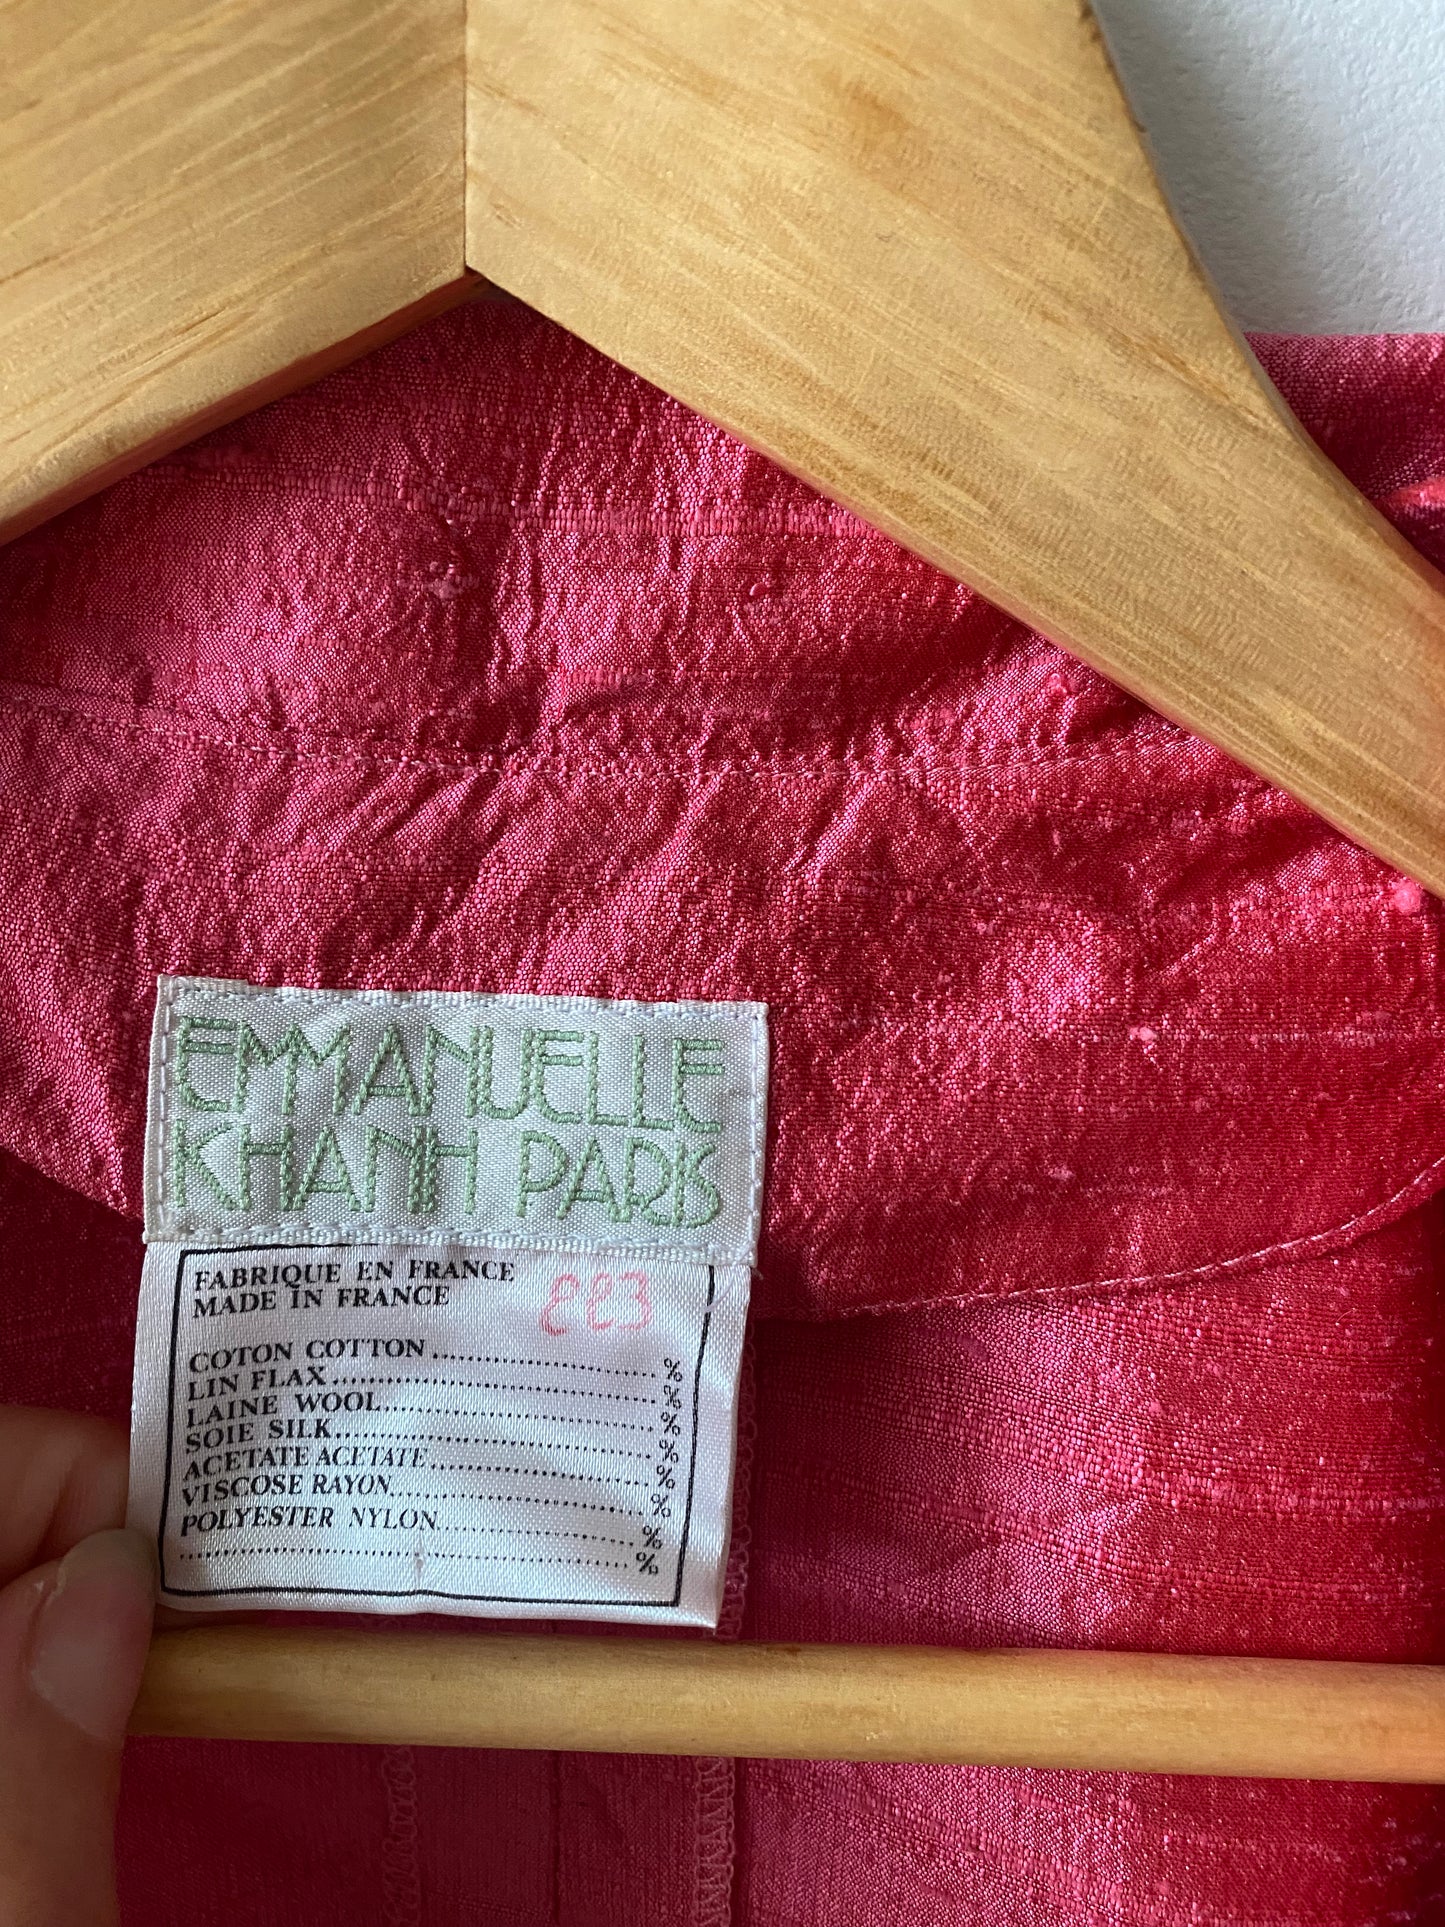 EMMANUELLE
KHANH PARIS
FABRIQUE EN FRANCE
MADE IN FRANCE
COTON COTTON..............................%
LIN FLAX..............................%
LAINE WOOL..............................%
SOIE SILK..............................%
ACETATE ACETATE..............................%
VISCOSE RAYON..............................%
POLYESTER NYLON..............................%
..............................%